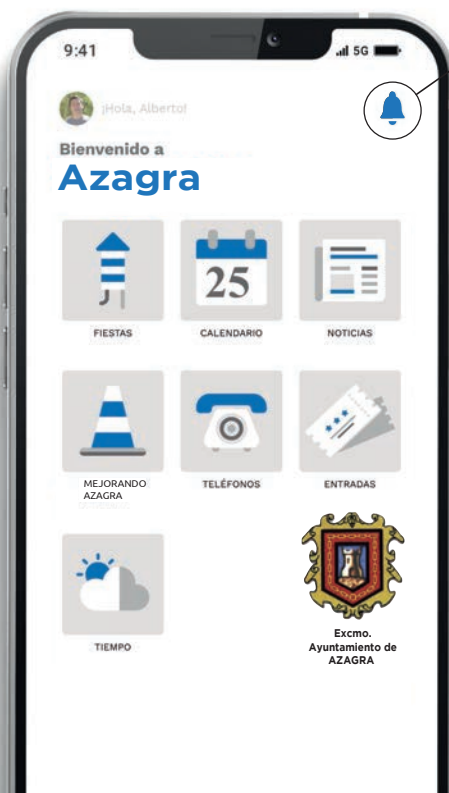 9:41
5G
¡Hola, Alberto!
Bienvenido a
Azagra
25
FIESTAS
CALENDARIO
NOTICIAS
MEJORANDO
AZAGRA
TELÉFONOS
ENTRADAS
TIEMPO
Excmo.
Ayuntamiento de
AZAGRA